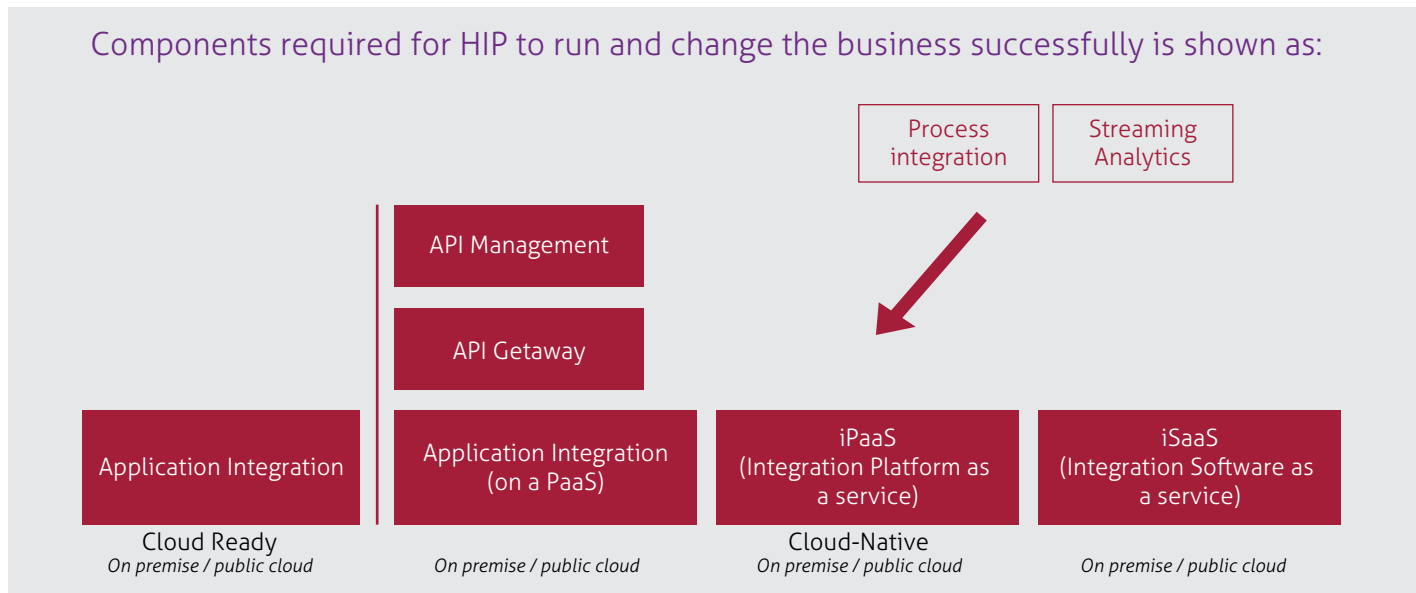 Components required for HIP to run and change the business successfully is shown as:
Process
integration
Streaming
Analytics
API Management
API Getaway
Application Integration
Application Integration
(on a PaaS)
iPaaS
(Integration Platform as
a service)
iSaaS
(Integration Software as
a service)
Cloud Ready
On premise / public cloud
On premise / public cloud
Cloud-Native
On premise / public cloud
On premise / public cloud